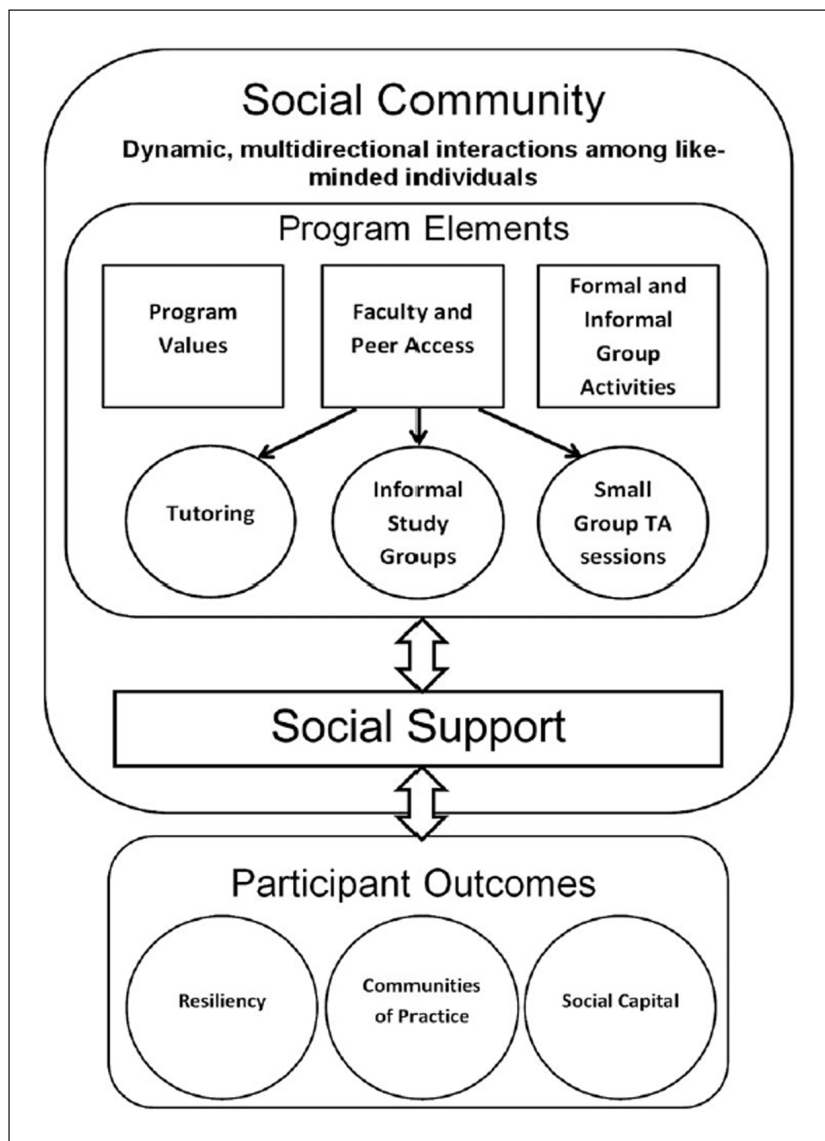 Social Community
Dynamic, multidirectional interactions among like-
minded individuals
Program Elements
Program
Values
Faculty and
Peer Access
Formal and
Informal
Group
Activities
Tutoring
Informal
Study
Groups
Small
Group TA
sessions
Social Support
Participant Outcomes
Resiliency
Communities
of Practice
Social Capital